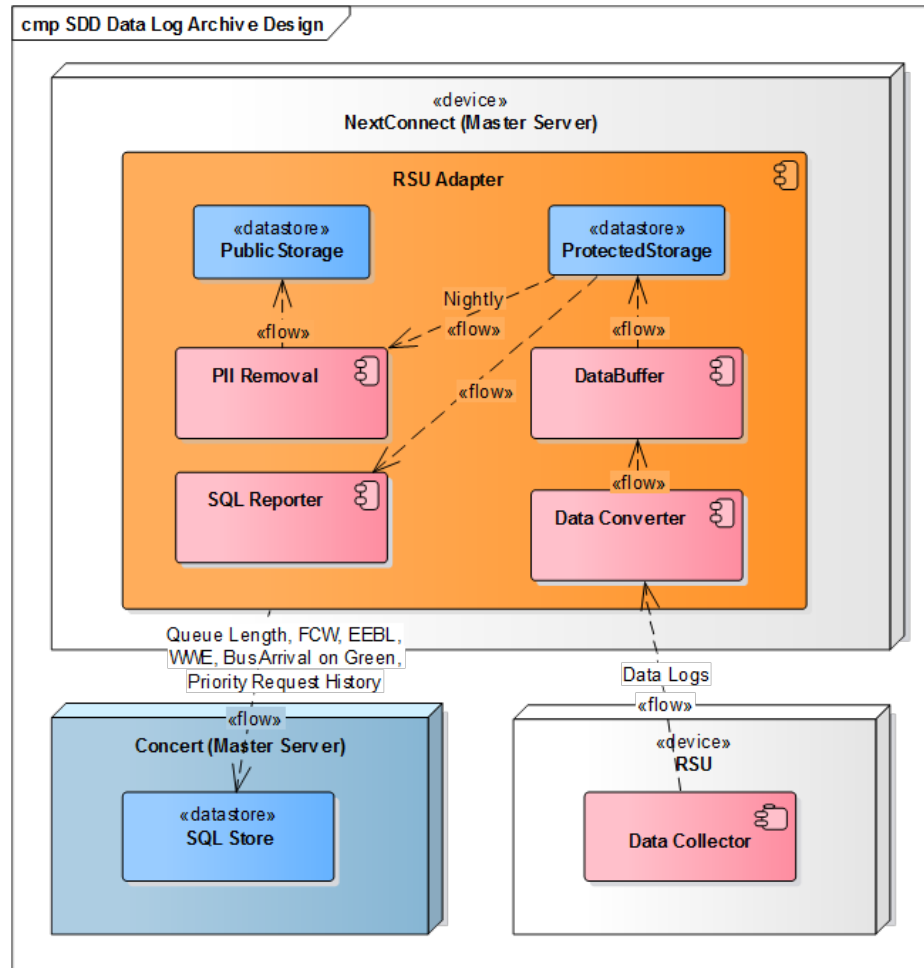 cmp SDD Data Log Archive Design
«device»
NextConnect (Master Server)
RSU Adapter
«datastore»
PublicStorage
«datastore»
ProtectedStorage
Nightly
«flow»
«flow»
«flow»
PII Removal
DataBuffer
«flow»
SQL Reporter
«flow»
Data Converter
Queue Length, FCW, EEBL,
WWE, BusArrival on Green,
Priority Request History
«flow»
Data Logs
«flow»
Concert (Master Server)
«device»
RSU
«datastore»
SQL Store
Data Collector